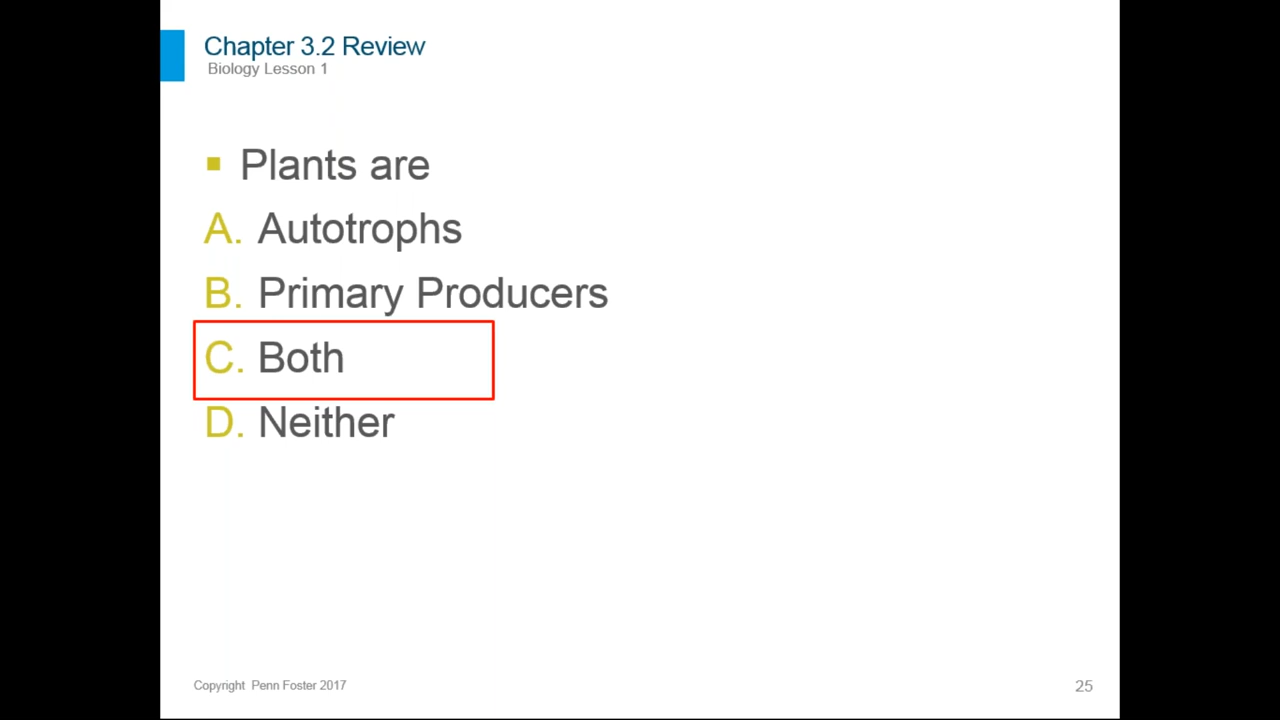 Chapter 3.2 Review
Biology Lesson 1
▪ Plants are
A. Autotrophs
B. Primary Producers
C. Both
D. Neither
Copyright Penn Foster 2017
25